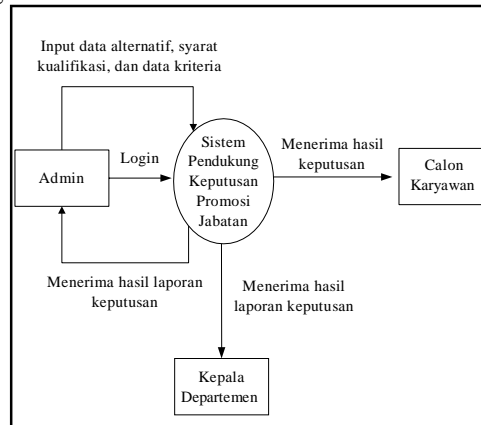 Input data alternatif, syarat
kualifikasi, dan data kriteria
Login
Admin
Sistem
Pendukung
Keputusan
Promosi
Jabatan
Menerima hasil
keputusan
Calon
Karyawan
Menerima hasil laporan
keputusan
Menerima hasil
laporan keputusan
Kepala
Departemen